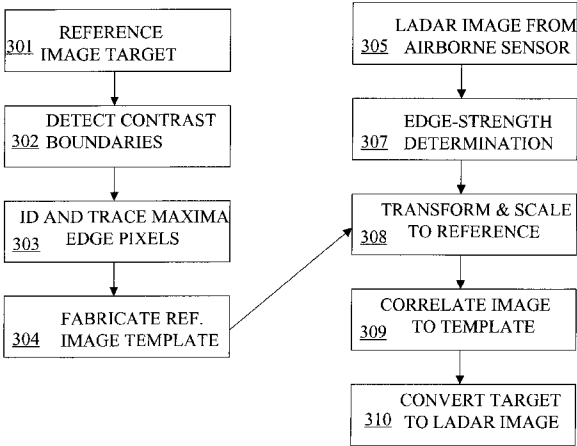 REFERENCE
301 IMAGE TARGET
DETECT CONTRAST
302 BOUNDARIES
ID AND TRACE MAXIMA
303 EDGE PIXELS
FABRICATE REF.
304 IMAGE TEMPLATE
LADAR IMAGE FROM
305 AIRBORNE SENSOR
EDGE-STRENGTH
307 DETERMINATION
TRANSFORM & SCALE
308 TO REFERENCE
CORRELATE IMAGE
309 TO TEMPLATE
CONVERT TARGET
310 TO LADAR IMAGE